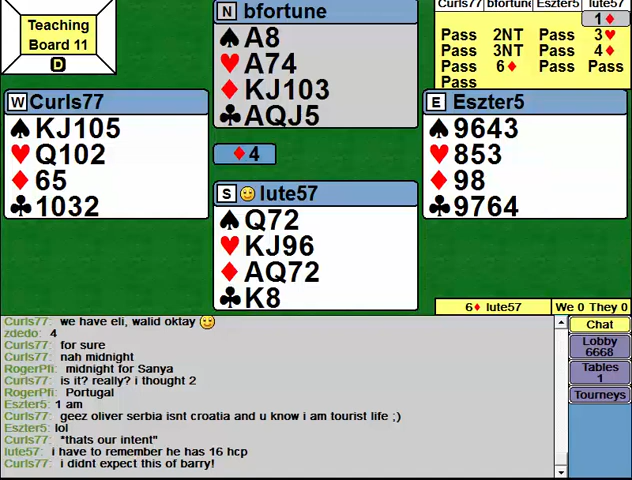 Curls77 bfortune Eszter5 lute57
1♦
Pass 2NT Pass 3♥
Pass 3NT Pass 4♦
Pass 6♦ Pass Pass
Pass
Teaching
Board 11
D
N bfortune
♠A8
♥A74
♦KJ103
♣AQJ5
W Curls77
♠KJ105
♥Q102
♦65
♣1032
E Eszter5
♠9643
♥853
♦98
♣9764
♦4
S lute57
♠Q72
♥KJ96
♦AQ72
♣K8
6♦ lute57 We 0 They 0
Curls77: we have eli, walid oktay
zdedo: 4
Curls77: for sure
Curls77: nah midnight
RogerPfi: midnight for Sanya
Curls77: is it? really? i thought 2
RogerPfi: Portugal
Eszter5: 1 am
Curls77: geez oliver serbia isnt croatia and u know i am tourist life ;)
Eszter5: lol
Curls77: *thats our intent"
lute57: i have to remember he has 16 hcp
Curls77: i didnt expect this of barry!
Chat
Lobby
6668
Tables
1
Tourneys